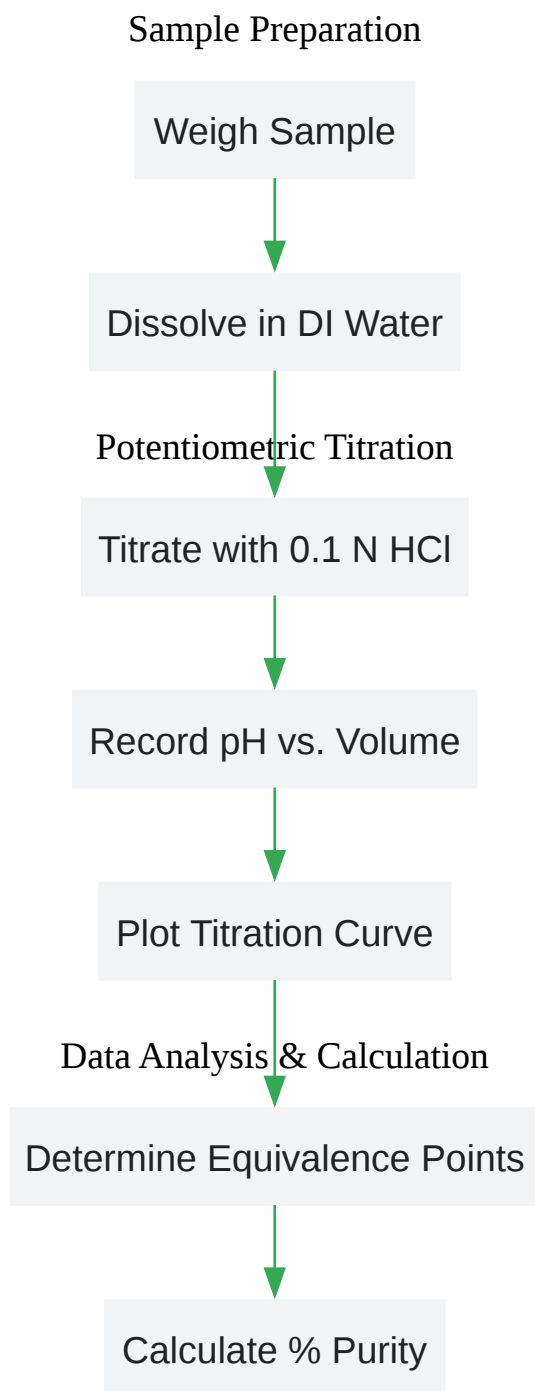 Sample Preparation
Weigh Sample
Dissolve in DI Water
Potentiometric Titration
Titrate with 0.1 N HCl
Record pH vs. Volume
Plot Titration Curve
Data Analysis & Calculation
Determine Equivalence Points
Calculate % Purity